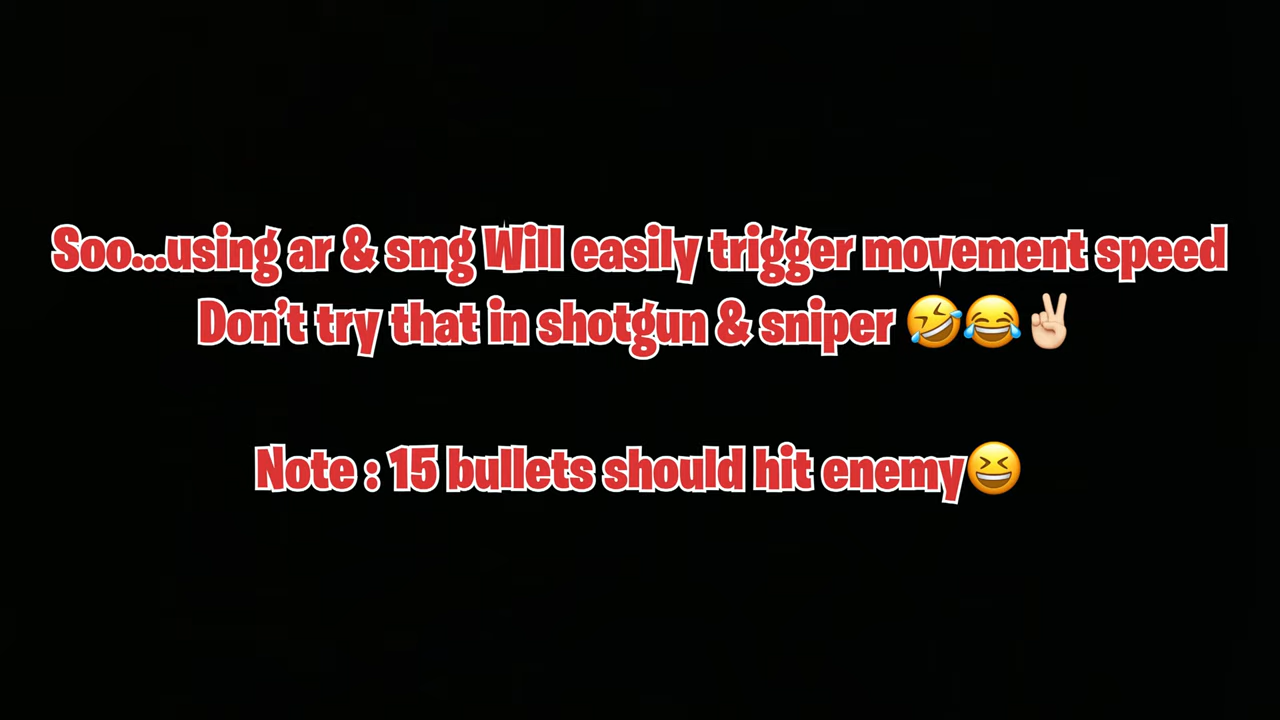 Soo...using ar & smg Will easily trigger movement speed
Don't try that in shotgun & sniper 🤣😂✌🏻
Note : 15 bullets should hit enemy😆